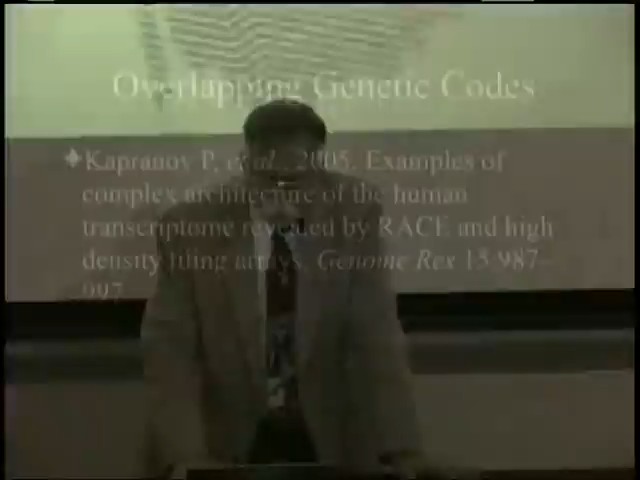 Overlapping Genetic Codes
Kapranov P, et al., 2005. Examples of
complex architecture of the human
transcriptome revealed by RACE and high
density tiling arrays. Genome Res 15:987–
997